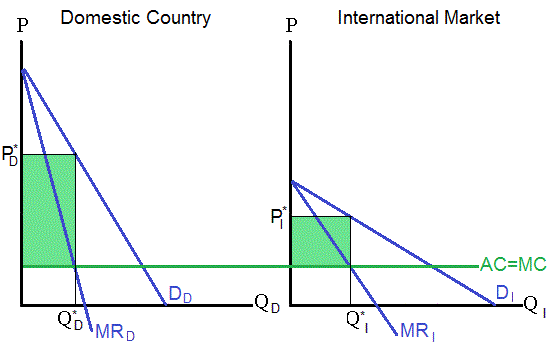 Domestic Country
International Market
P
P
P*D
P*I
AC=MC
DD
QD
DI
QI
Q*D
MRD
Q*I
MRI